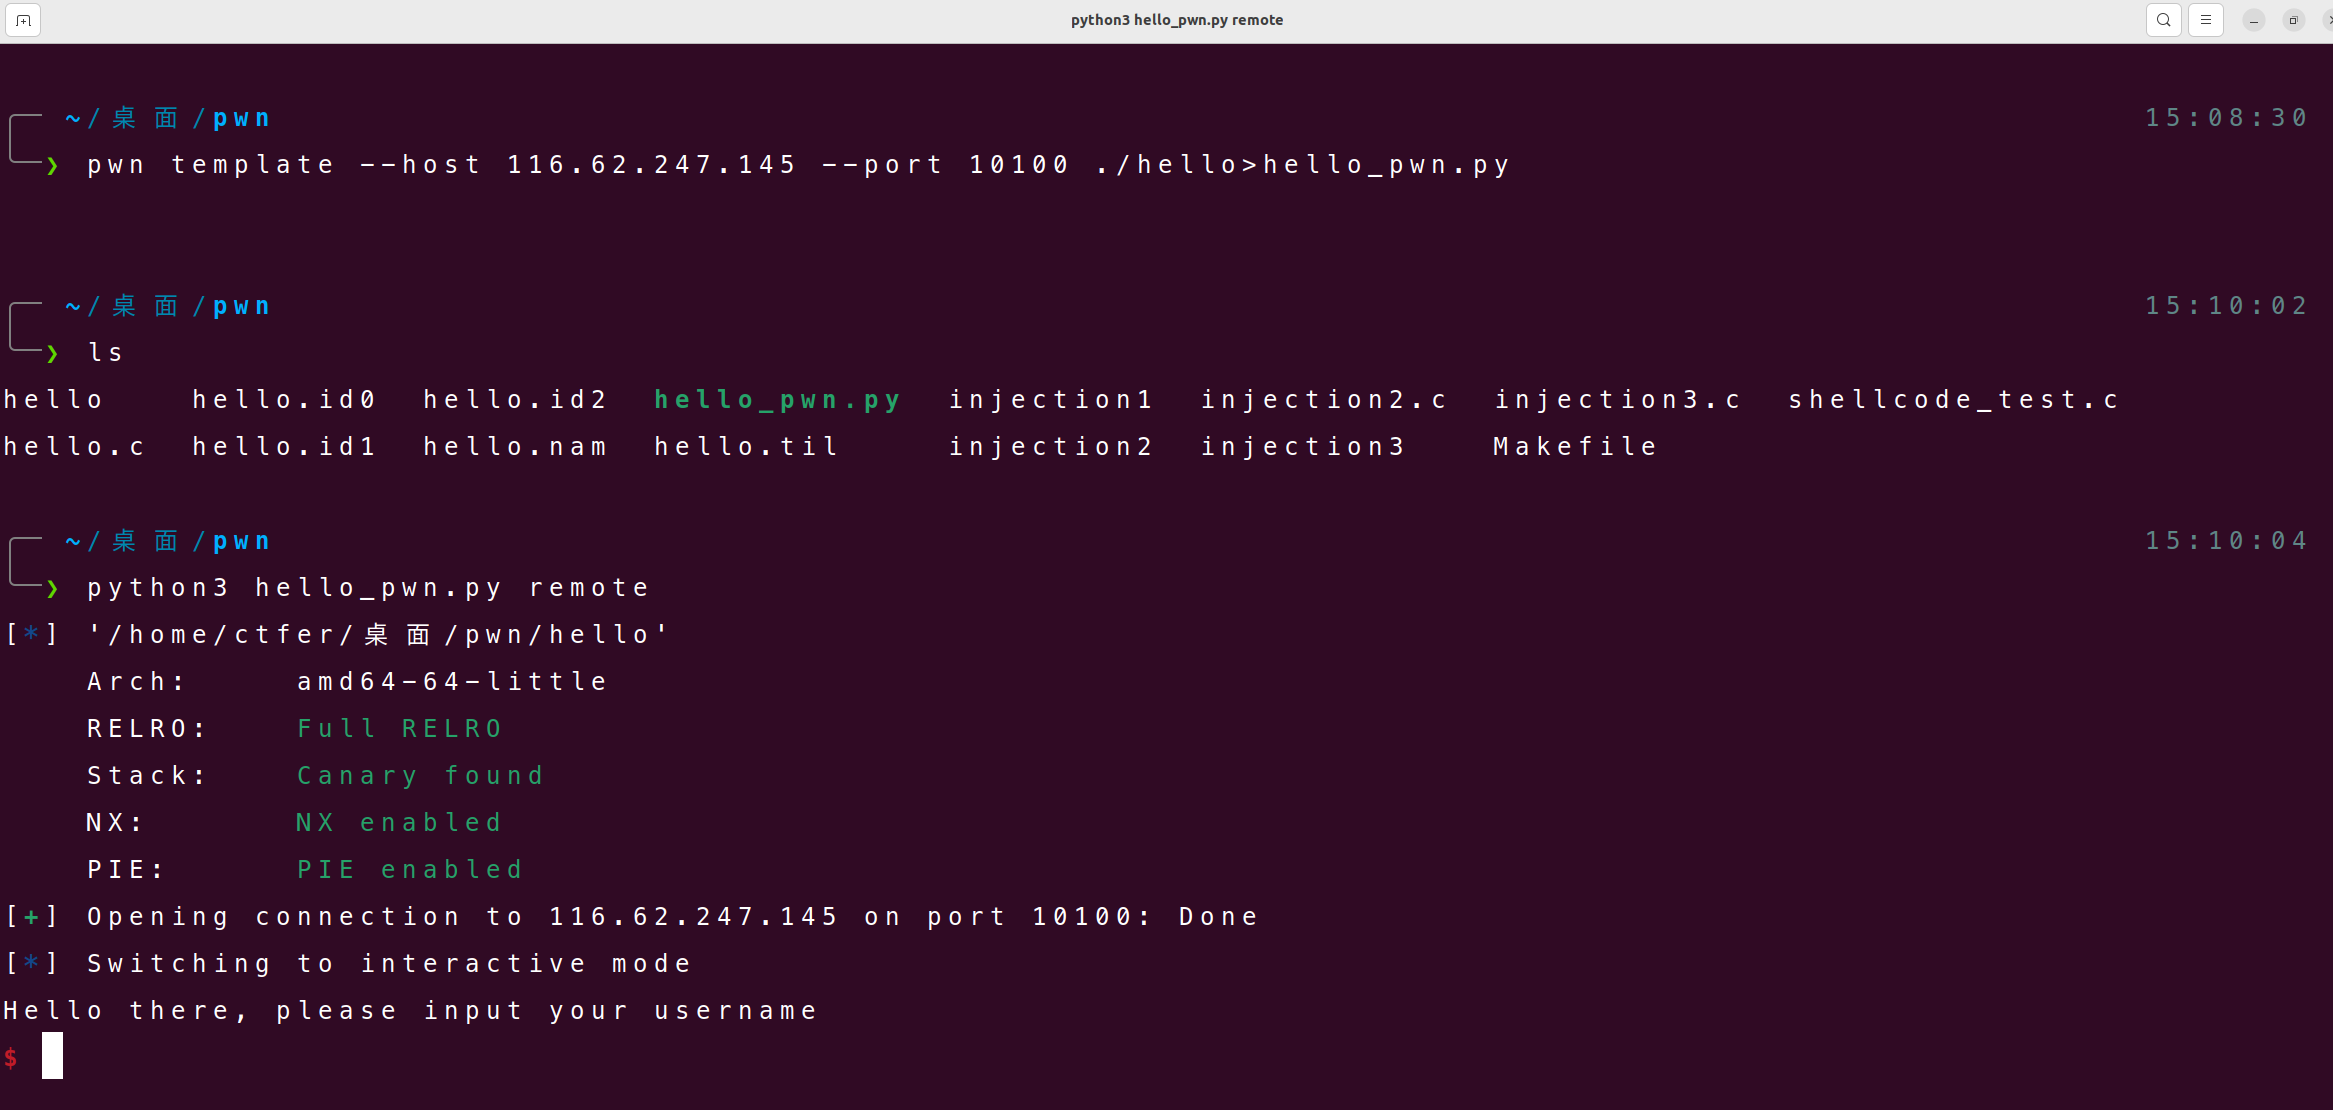 python3 hello_pwn.py remote
~/桌面/pwn 15:08:30
❯ pwn template --host 116.62.247.145 --port 10100 ./hello>hello_pwn.py
~/桌面/pwn 15:10:02
❯ ls
hello hello.id0 hello.id2 hello_pwn.py injection1 injection2.c injection3.c shellcode_test.c
hello.c hello.id1 hello.nam hello.til injection2 injection3 Makefile
~/桌面/pwn 15:10:04
❯ python3 hello_pwn.py remote
[*] '/home/ctfer/桌面/pwn/hello'
Arch: amd64-64-little
RELRO: Full RELRO
Stack: Canary found
NX: NX enabled
PIE: PIE enabled
[+] Opening connection to 116.62.247.145 on port 10100: Done
[*] Switching to interactive mode
Hello there, please input your username
$